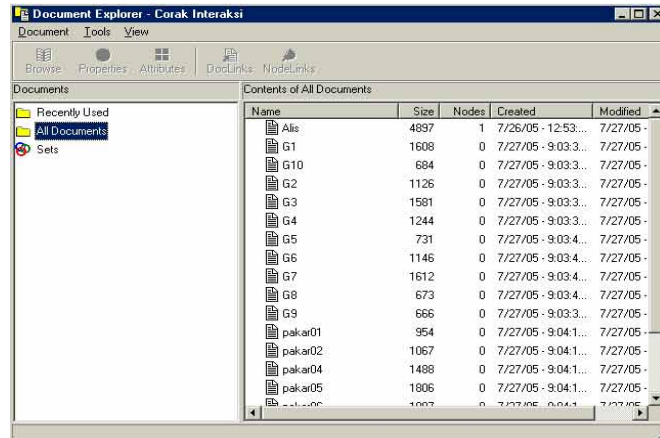 Document Explorer - Corak Interaksi
Document Tools View
Browse Properties Attributes DocLinks NodeLinks
Documents
Contents of All Documents
Recently Used
All Documents
Sets
Name Size Nodes Created Modified
Alis 4897 1 7/26/05 - 12:53:... 7/27/05 -
G1 1608 0 7/27/05 - 9:03:3... 7/27/05 -
G10 684 0 7/27/05 - 9:03:3... 7/27/05 -
G2 1126 0 7/27/05 - 9:03:3... 7/27/05 -
G3 1581 0 7/27/05 - 9:03:3... 7/27/05 -
G4 1244 0 7/27/05 - 9:03:3... 7/27/05 -
G5 731 0 7/27/05 - 9:03:4... 7/27/05 -
G6 1146 0 7/27/05 - 9:03:4... 7/27/05 -
G7 1612 0 7/27/05 - 9:03:4... 7/27/05 -
G8 673 0 7/27/05 - 9:03:4... 7/27/05 -
G9 666 0 7/27/05 - 9:03:3... 7/27/05 -
pakar01 954 0 7/27/05 - 9:04:1... 7/27/05 -
pakar02 1067 0 7/27/05 - 9:04:1... 7/27/05 -
pakar04 1488 0 7/27/05 - 9:04:1... 7/27/05 -
pakar05 1806 0 7/27/05 - 9:04:1... 7/27/05 -